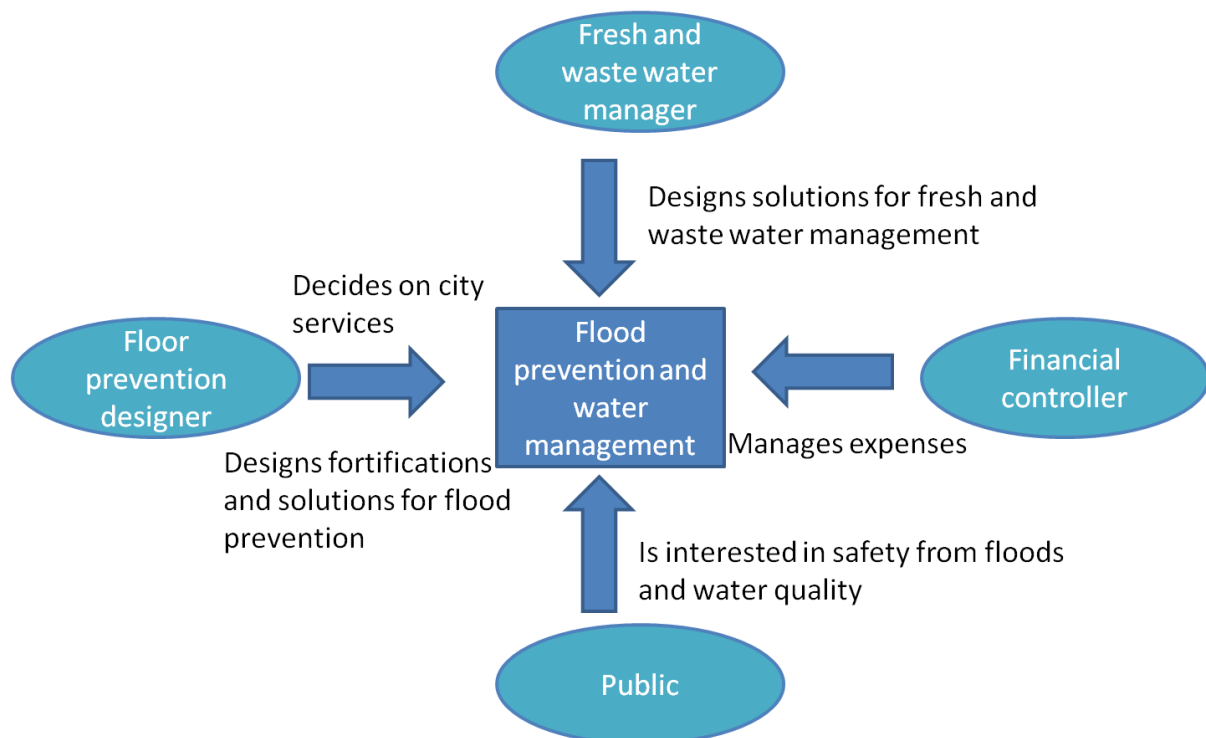 Fresh and
waste water
manager
Designs solutions for fresh and
waste water management
Decides on city
services
Floor
prevention
designer
Flood
prevention and
water
management
Financial
controller
Manages expenses
Designs fortifications
and solutions for flood
prevention
Is interested in safety from floods
and water quality
Public